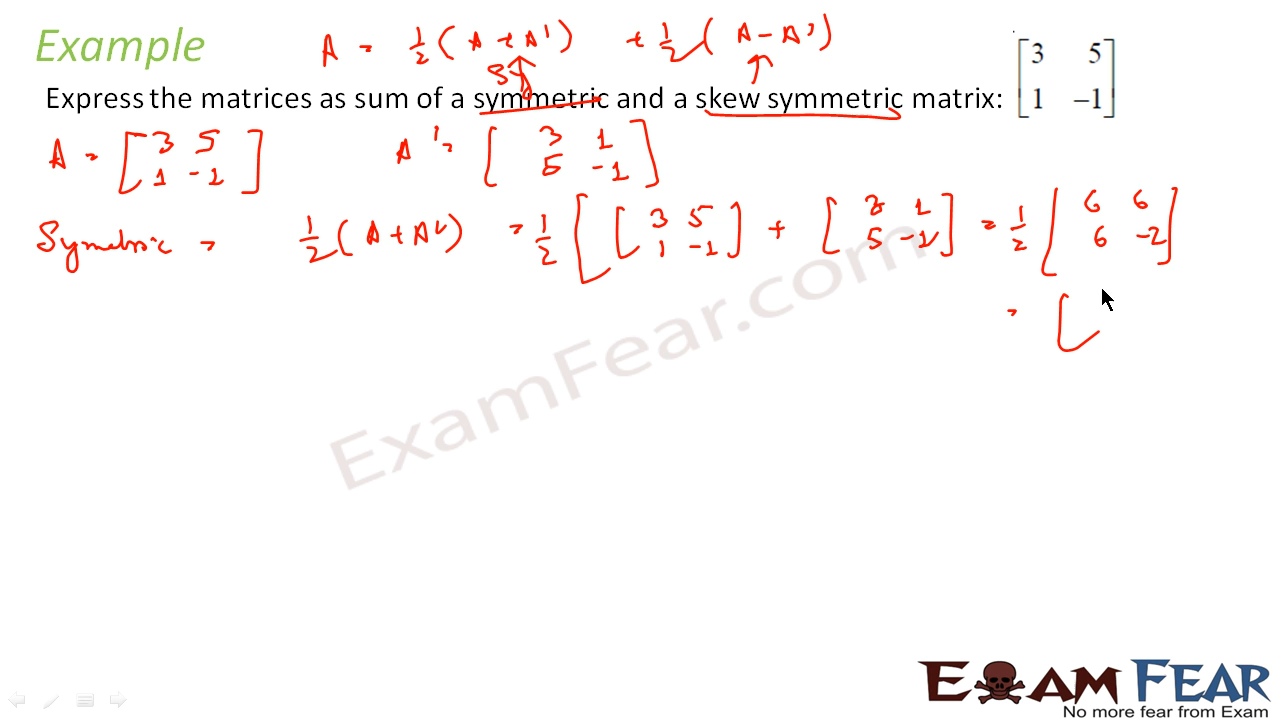 Example
A = 1/2 ( A + A' ) + 1/2 ( A - A' )
Sy
Express the matrices as sum of a symmetric and a skew symmetric matrix: [ 3 5 1 –1 ]
A = [ 3 5 1 -1 ] A' = [ 3 1 5 -1 ]
Symetric = 1/2 ( A + A' ) = 1/2 [ [ 3 5 1 -1 ] + [ 3 1 5 -1 ] = 1/2 [ 6 6 6 -2 ]
= [
ExamFear.com
EXAM FEAR
No more fear from Exam